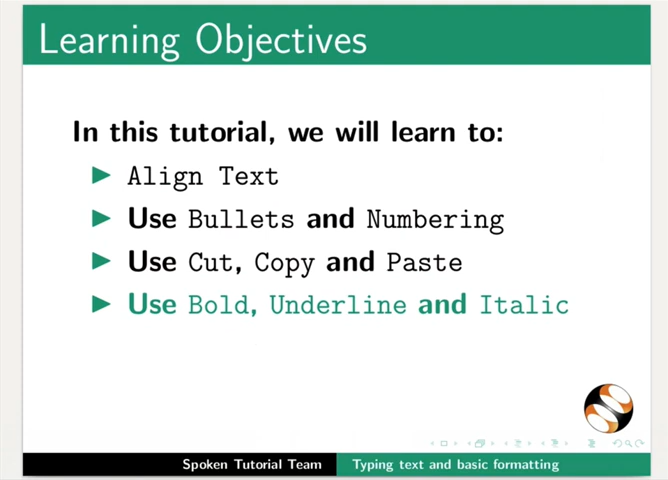 Learning Objectives
In this tutorial, we will learn to:
Align Text
Use Bullets and Numbering
Use Cut, Copy and Paste
Use Bold, Underline and Italic
Spoken Tutorial Team
Typing text and basic formatting